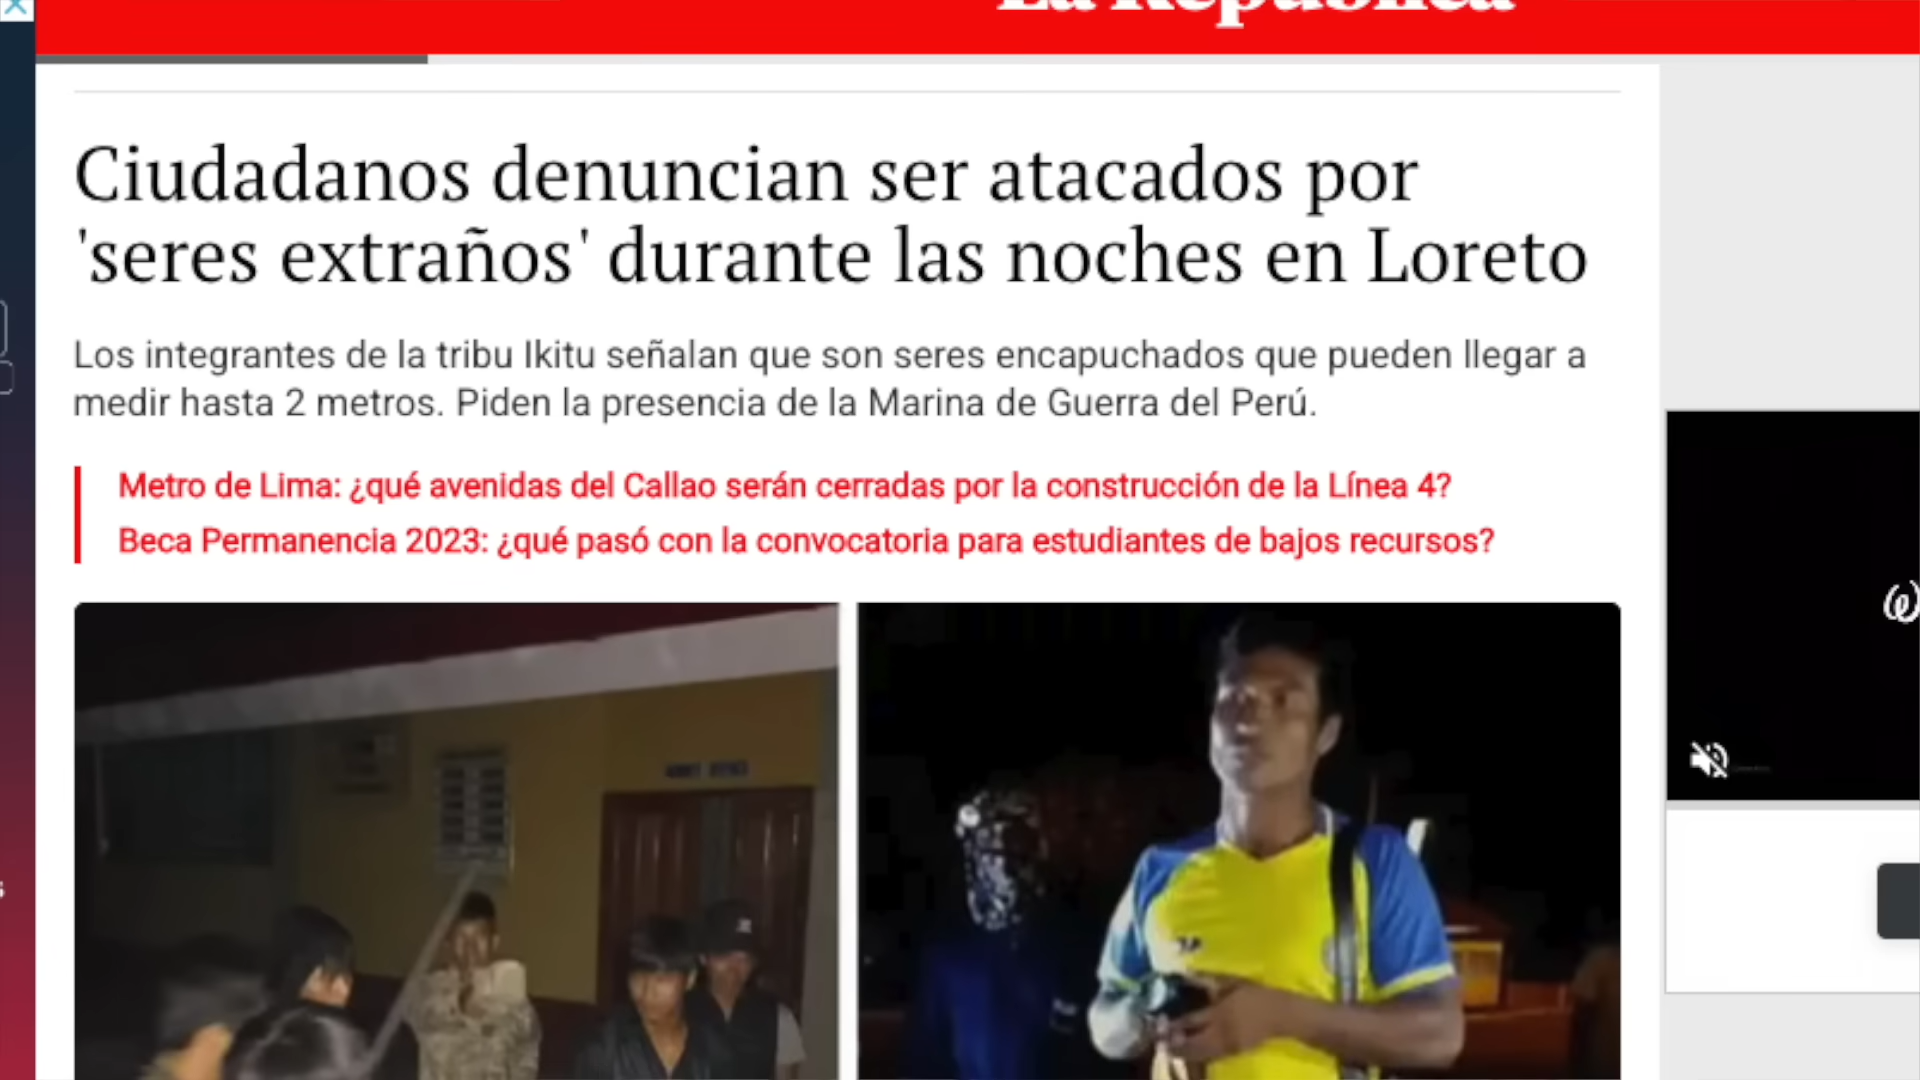 La República
Ciudadanos denuncian ser atacados por
'seres extraños' durante las noches en Loreto
Los integrantes de la tribu Ikitu señalan que son seres encapuchados que pueden llegar a
medir hasta 2 metros. Piden la presencia de la Marina de Guerra del Perú.
Metro de Lima: ¿qué avenidas del Callao serán cerradas por la construcción de la Línea 4?
Beca Permanencia 2023: ¿qué pasó con la convocatoria para estudiantes de bajos recursos?